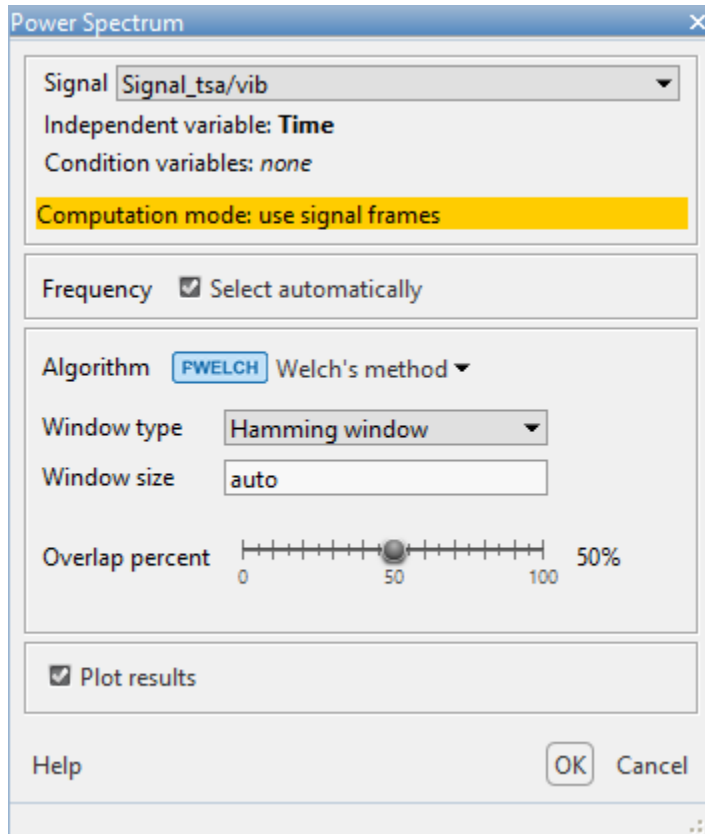 Power Spectrum
Signal Signal_tsa/vib
Independent variable: Time
Condition variables: none
Computation mode: use signal frames
Frequency Select automatically
Algorithm PWELCH Welch's method
Window type Hamming window
Window size auto
Overlap percent 50%
0 50 100
Plot results
Help OK Cancel